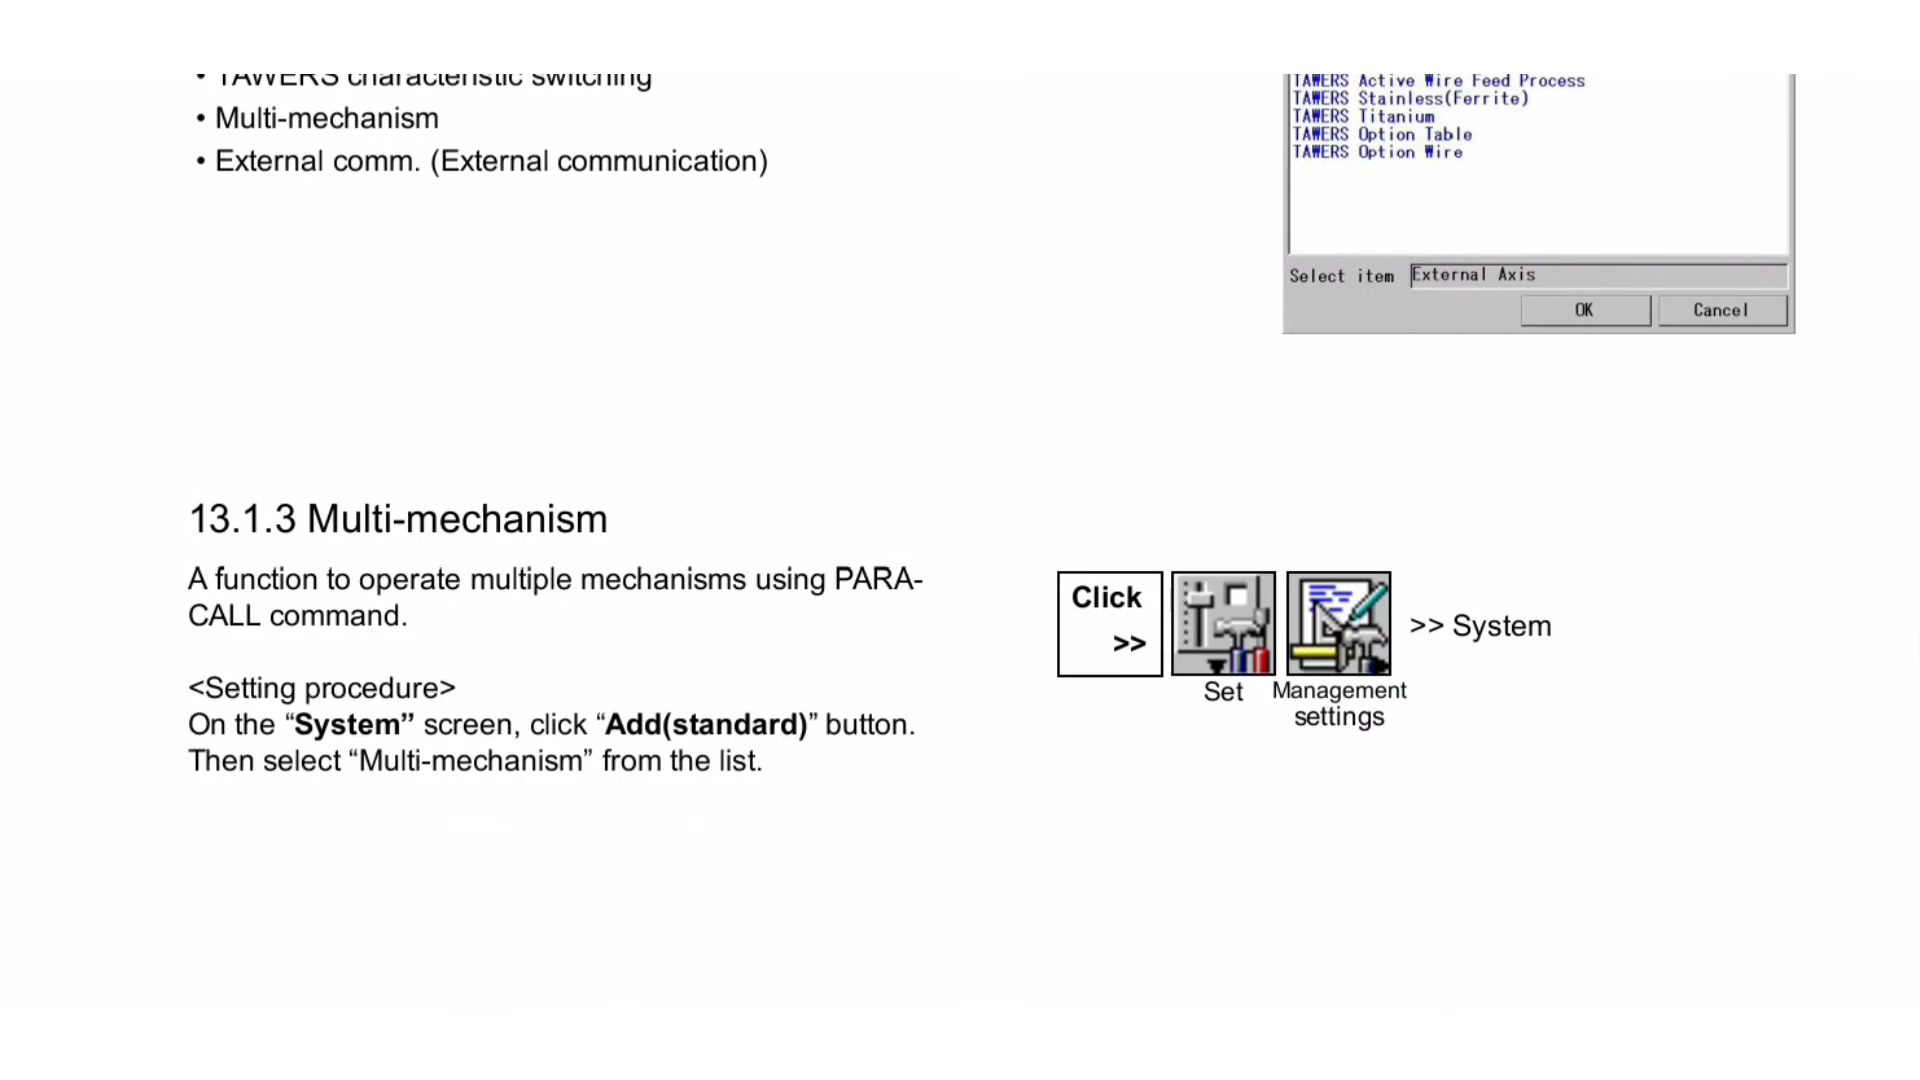 • TAWERS characteristic switching
• Multi-mechanism
• External comm. (External communication)
TAWERS Active Wire Feed Process
TAWERS Stainless(Ferrite)
TAWERS Titanium
TAWERS Option Table
TAWERS Option Wire
Select item External Axis
OK Cancel
13.1.3 Multi-mechanism
A function to operate multiple mechanisms using PARA-
CALL command.
<Setting procedure>
On the “System” screen, click “Add(standard)” button.
Then select “Multi-mechanism” from the list.
Click
>>
>> System
Set
Management
settings